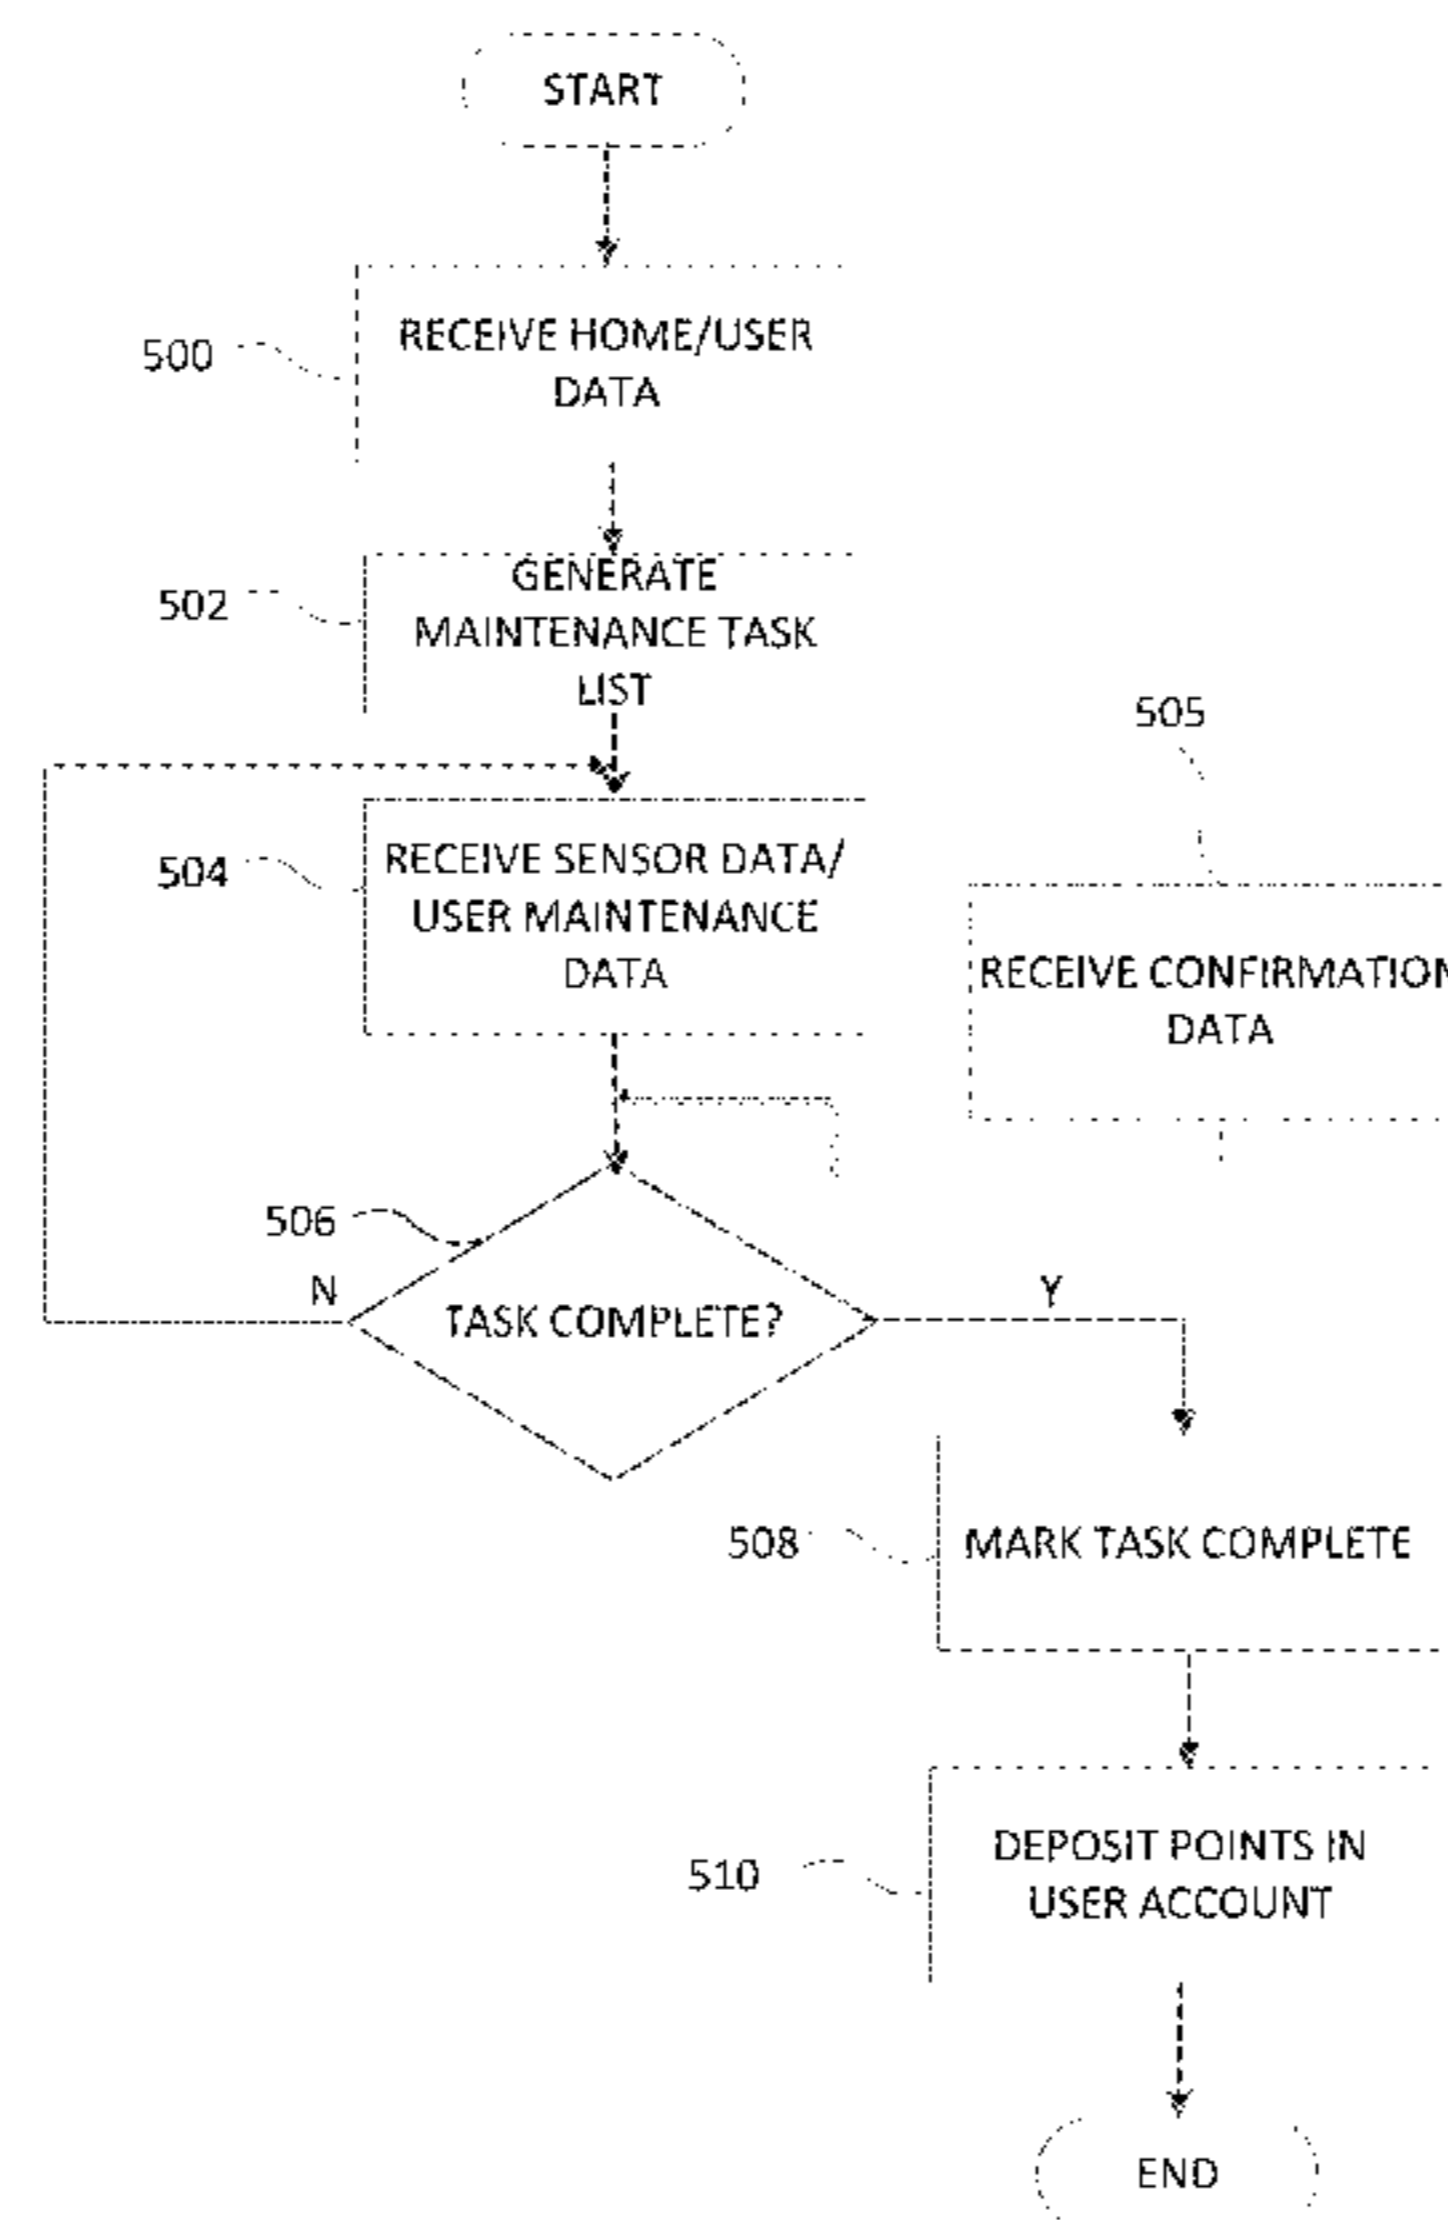 START
500
RECEIVE HOME/USER
DATA
502
GENERATE
MAINTENANCE TASK
LIST
505
504
RECEIVE SENSOR DATA/
USER MAINTENANCE
DATA
RECEIVE CONFIRMATION
DATA
506
N
TASK COMPLETE?
Y
508
MARK TASK COMPLETE
510
DEPOSIT POINTS IN
USER ACCOUNT
END